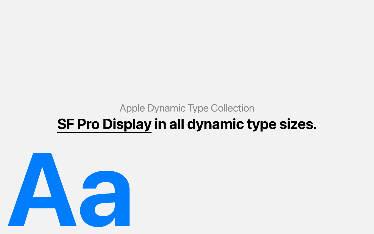 Apple Dynamic Type Collection
SF Pro Display in all dynamic type sizes.
Aa